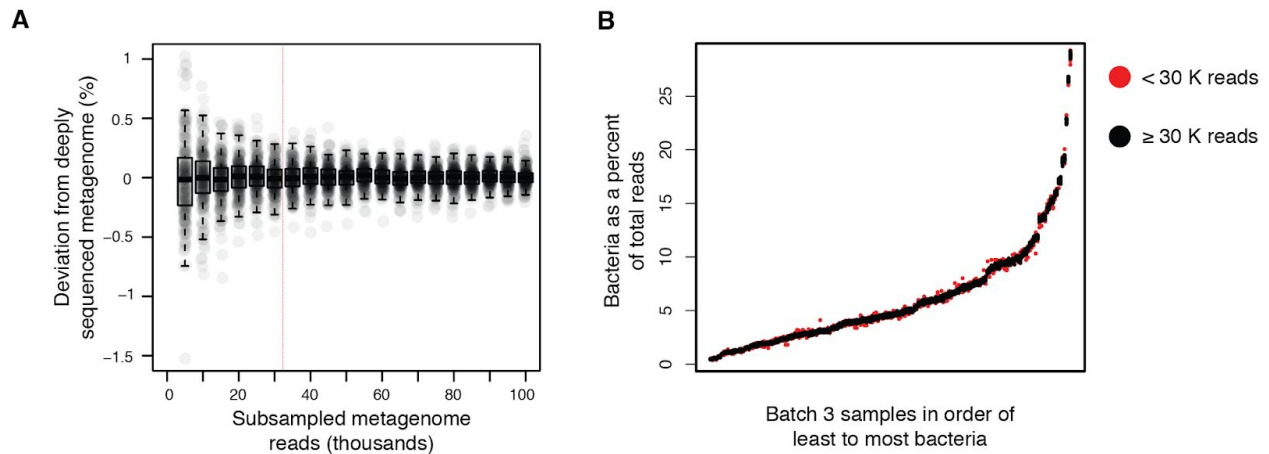 A
Deviation from deeply
sequenced metagenome (%)
1
0.5
0
−0.5
−1
−1.5
0
20
40
60
80
100
Subsampled metagenome
reads (thousands)
B
Bacteria as a percent
of total reads
25
20
15
10
5
0
Batch 3 samples in order of
least to most bacteria
< 30 K reads
≥ 30 K reads